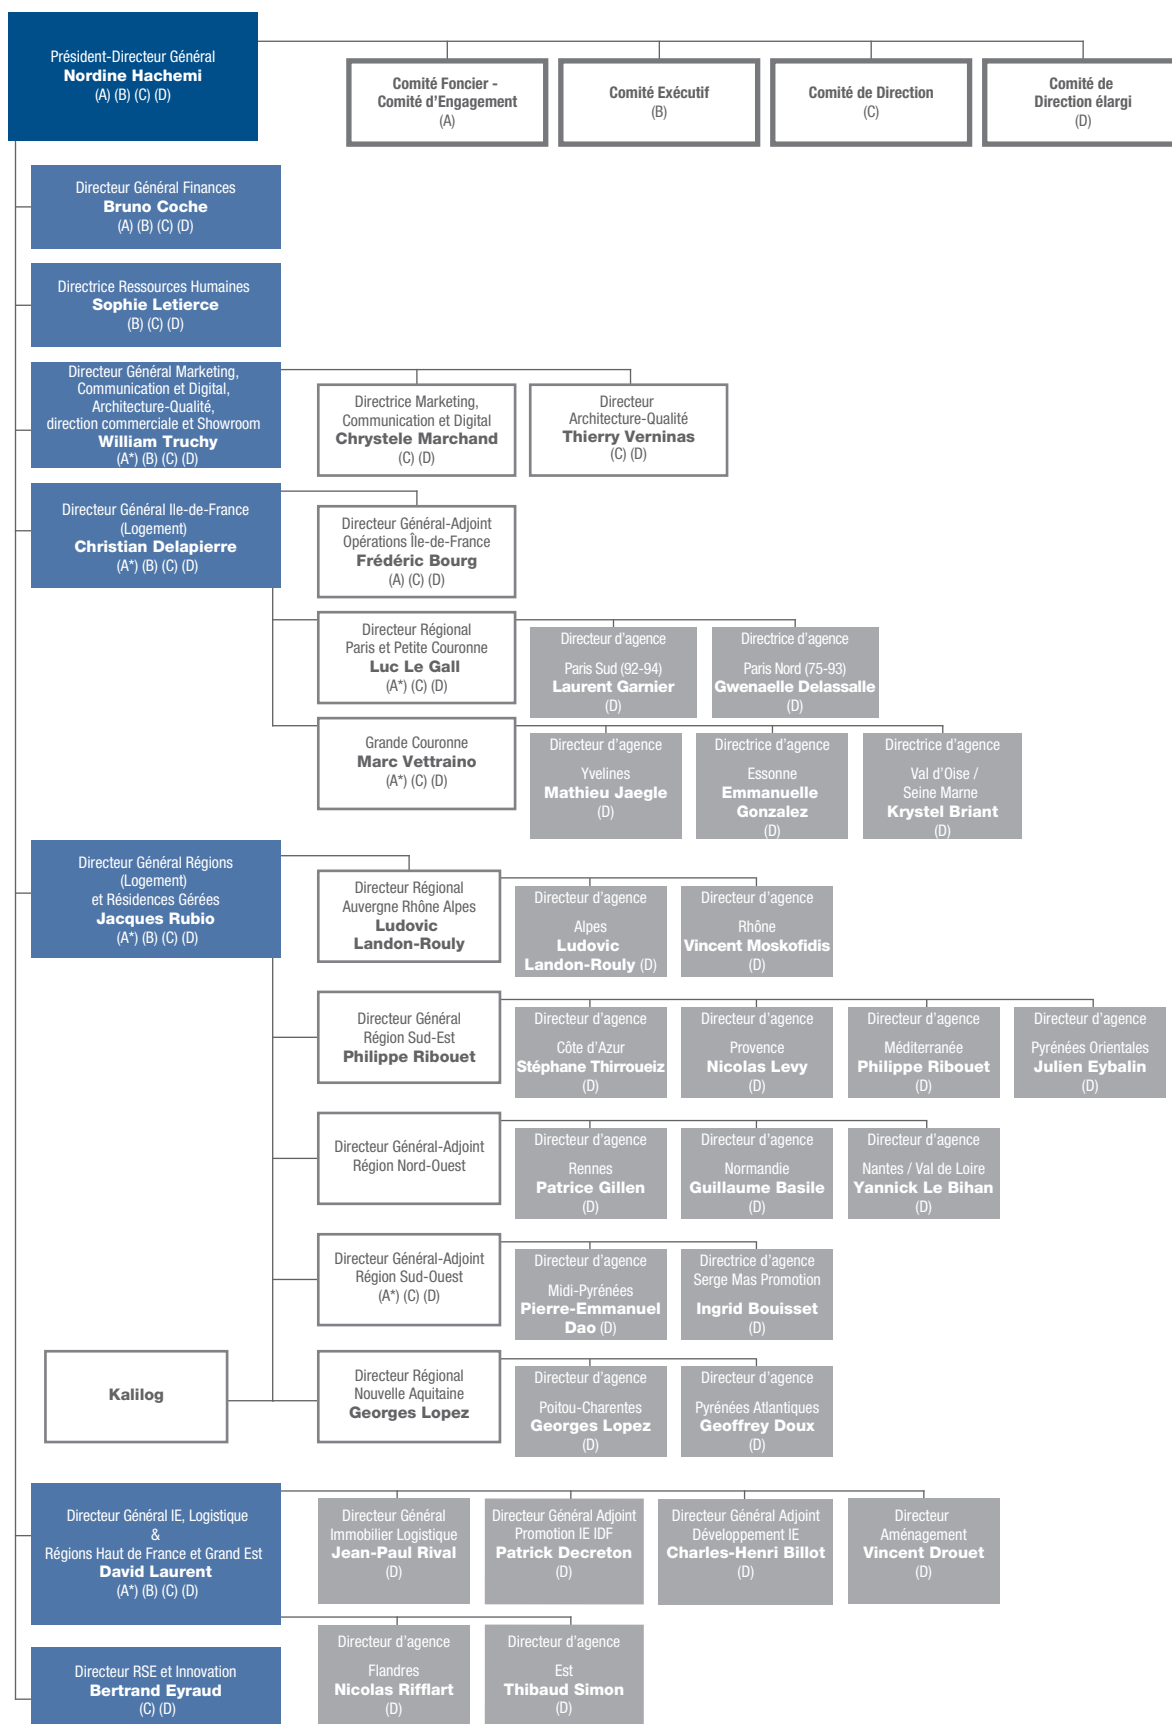 Président-Directeur Général
Nordine Hachemi
(A) (B) (C) (D)
Comité Foncier -
Comité d’Engagement
(A)
Comité Exécutif
(B)
Comité de Direction
(C)
Comité de
Direction élargi
(D)
Directeur Général Finances
Bruno Coche
(A) (B) (C) (D)
Directrice Ressources Humaines
Sophie Letierce
(B) (C) (D)
Directeur Général Marketing,
Communication et Digital,
Architecture-Qualité,
direction commerciale et Showroom
William Truchy
(A*) (B) (C) (D)
Directrice Marketing,
Communication et Digital
Chrystele Marchand
(C) (D)
Directeur
Architecture-Qualité
Thierry Verninas
(C) (D)
Directeur Général Ile-de-France
(Logement)
Christian Delapierre
(A*) (B) (C) (D)
Directeur Général-Adjoint
Opérations Île-de-France
Frédéric Bourg
(A) (C) (D)
Directeur Régional
Paris et Petite Couronne
Luc Le Gall
(A*) (C) (D)
Directeur d’agence
Paris Sud (92-94)
Laurent Garnier
(D)
Directrice d’agence
Paris Nord (75-93)
Gwenaelle Delassalle
(D)
Grande Couronne
Marc Vettraino
(A*) (C) (D)
Directeur d’agence
Yvelines
Mathieu Jaegle
(D)
Directrice d’agence
Essonne
Emmanuelle
Gonzalez
(D)
Directrice d’agence
Val d’Oise /
Seine Marne
Krystel Briant
(D)
Directeur Général Régions
(Logement)
et Résidences Gérées
Jacques Rubio
(A*) (B) (C) (D)
Directeur Régional
Auvergne Rhône Alpes
Ludovic
Landon-Rouly
Directeur d’agence
Alpes
Ludovic
Landon-Rouly (D)
Directeur d’agence
Rhône
Vincent Moskofidis
(D)
Directeur Général
Région Sud-Est
Philippe Ribouet
Directeur d’agence
Côte d’Azur
Stéphane Thirroueiz
(D)
Directeur d’agence
Provence
Nicolas Levy
(D)
Directeur d’agence
Méditerranée
Philippe Ribouet
(D)
Directeur d’agence
Pyrénées Orientales
Julien Eybalin
(D)
Directeur Général-Adjoint
Région Nord-Ouest
Directeur d’agence
Rennes
Patrice Gillen
(D)
Directeur d’agence
Normandie
Guillaume Basile
(D)
Directeur d’agence
Nantes / Val de Loire
Yannick Le Bihan
(D)
Directeur Général-Adjoint
Région Sud-Ouest
(A*) (C) (D)
Directeur d’agence
Midi-Pyrénées
Pierre-Emmanuel
Dao (D)
Directrice d’agence
Serge Mas Promotion
Ingrid Bouisset
(D)
Kalilog
Directeur Régional
Nouvelle Aquitaine
Georges Lopez
Directeur d’agence
Poitou-Charentes
Georges Lopez
(D)
Directeur d’agence
Pyrénées Atlantiques
Geoffrey Doux
(D)
Directeur Général IE, Logistique
&
Régions Haut de France et Grand Est
David Laurent
(A*) (B) (C) (D)
Directeur Général
Immobilier Logistique
Jean-Paul Rival
(D)
Directeur Général Adjoint
Promotion IE IDF
Patrick Decreton
(D)
Directeur Général Adjoint
Développement IE
Charles-Henri Billot
(D)
Directeur
Aménagement
Vincent Drouet
(D)
Directeur d’agence
Flandres
Nicolas Rifflart
(D)
Directeur d’agence
Est
Thibaud Simon
(D)
Directeur RSE et Innovation
Bertrand Eyraud
(C) (D)